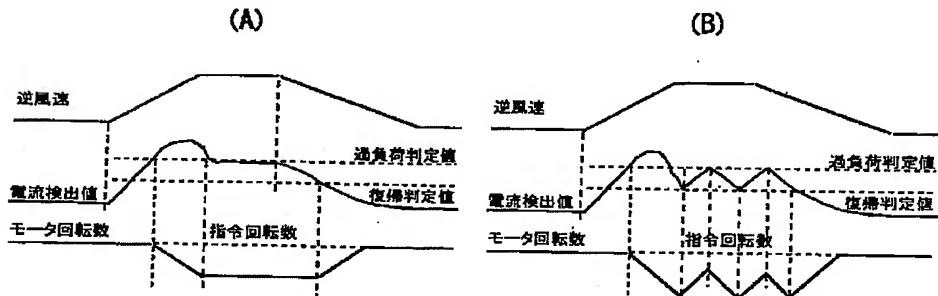 (A)
逆風速
過負荷判定値
電流検出値
復帰判定値
モータ回転数
指令回転数
(B)
逆風速
過負荷判定値
電流検出値
復帰判定値
モータ回転数
指令回転数